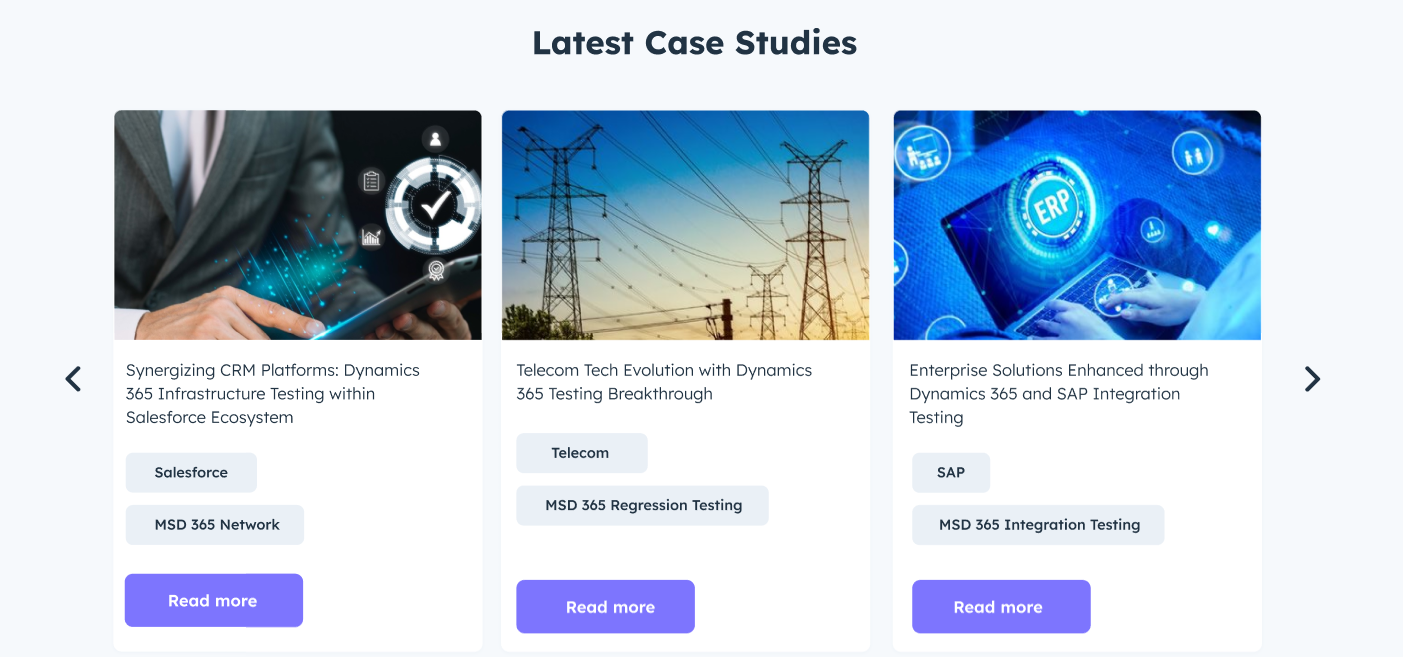 Latest Case Studies
ERP
Synergizing CRM Platforms: Dynamics
365 Infrastructure Testing within
Salesforce Ecosystem
Salesforce
MSD 365 Network
Read more
Telecom Tech Evolution with Dynamics
365 Testing Breakthrough
Telecom
MSD 365 Regression Testing
Read more
Enterprise Solutions Enhanced through
Dynamics 365 and SAP Integration
Testing
SAP
MSD 365 Integration Testing
Read more